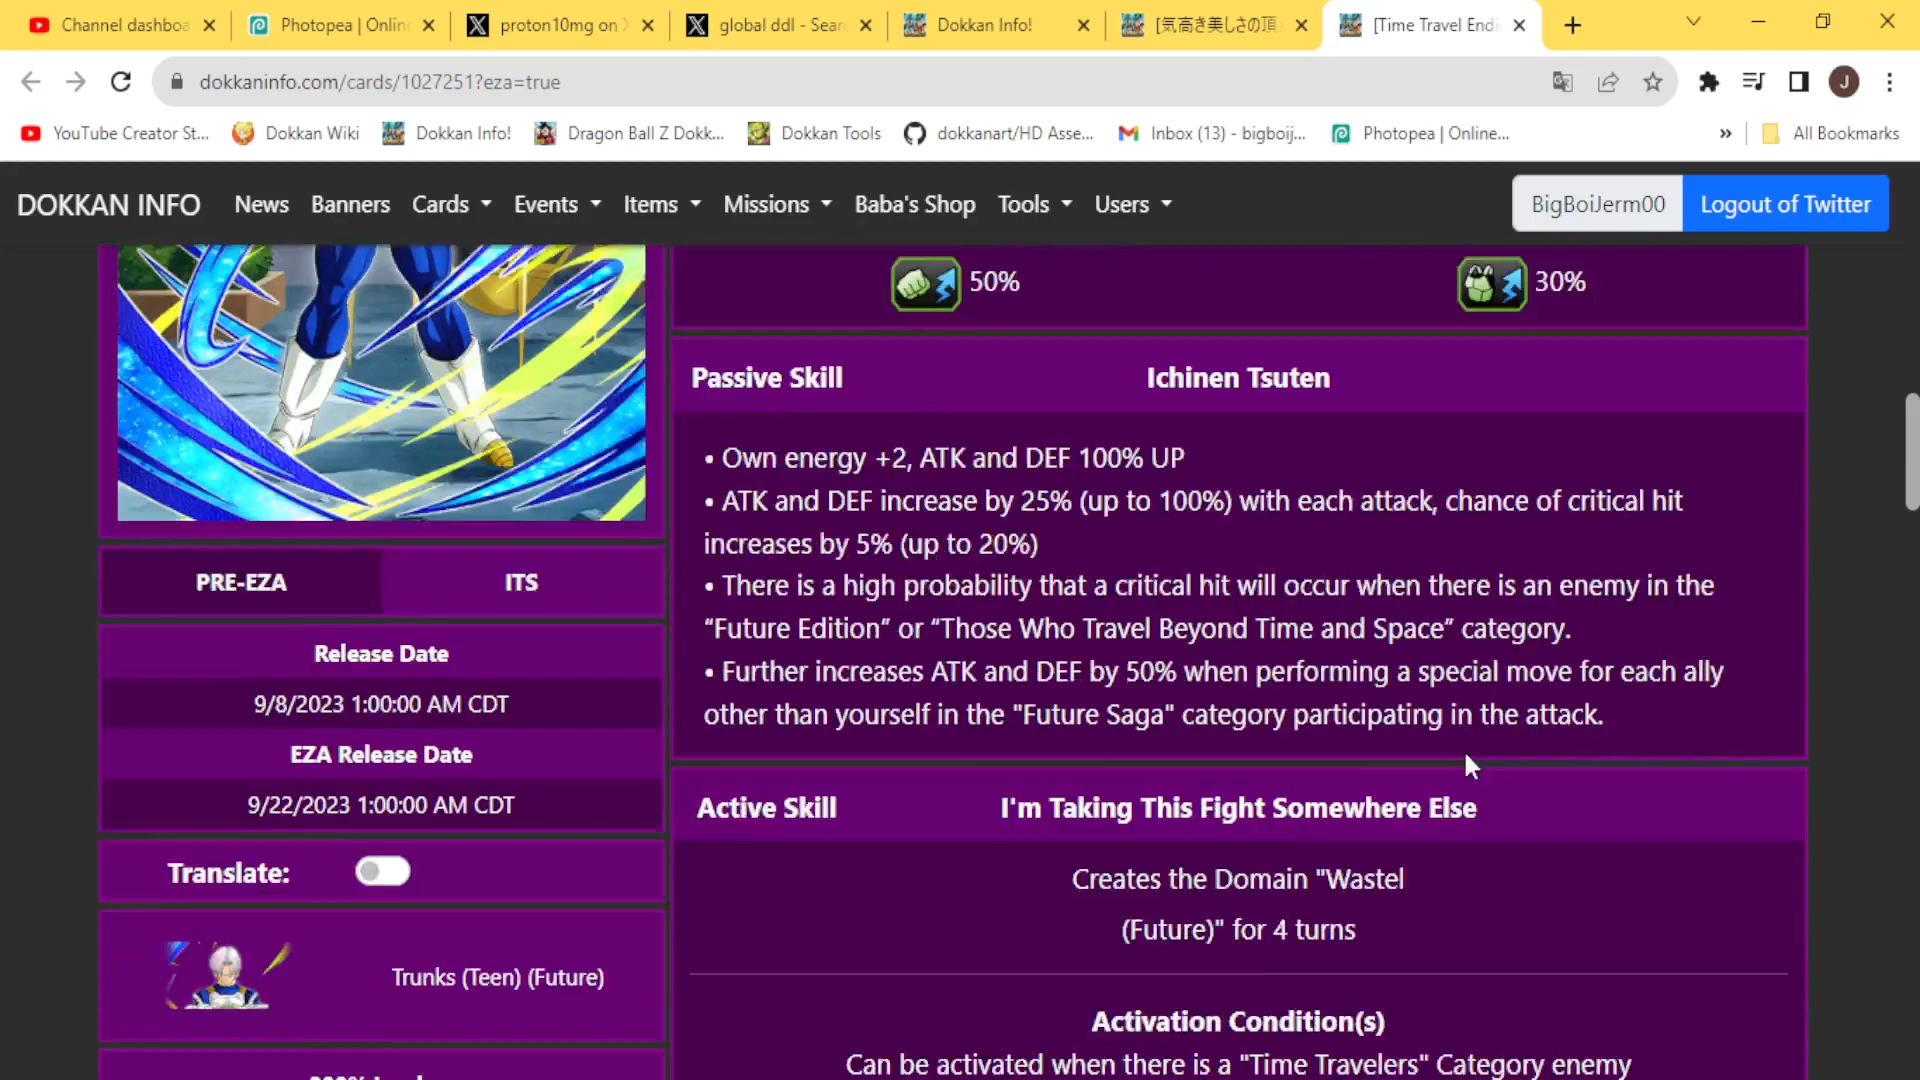 Channel dashboa
Photopea | Onlin
proton10mg on
global ddl - Sear
Dokkan Info!
[気高き美しさの頂
[Time Travel Endi
dokkaninfo.com/cards/1027251?eza=true
J
YouTube Creator St...
Dokkan Wiki
Dokkan Info!
Dragon Ball Z Dokk...
Dokkan Tools
dokkanart/HD Asse...
Inbox (13) - bigboij...
Photopea | Online...
»
All Bookmarks
DOKKAN INFO
News
Banners
Cards
Events
Items
Missions
Baba's Shop
Tools
Users
BigBoiJerm00
Logout of Twitter
50%
30%
Passive Skill
Ichinen Tsuten
• Own energy +2, ATK and DEF 100% UP
• ATK and DEF increase by 25% (up to 100%) with each attack, chance of critical hit
increases by 5% (up to 20%)
• There is a high probability that a critical hit will occur when there is an enemy in the
“Future Edition” or “Those Who Travel Beyond Time and Space” category.
• Further increases ATK and DEF by 50% when performing a special move for each ally
other than yourself in the "Future Saga" category participating in the attack.
PRE-EZA
ITS
Release Date
9/8/2023 1:00:00 AM CDT
EZA Release Date
9/22/2023 1:00:00 AM CDT
Translate:
Trunks (Teen) (Future)
Active Skill
I'm Taking This Fight Somewhere Else
Creates the Domain "Wastel
(Future)" for 4 turns
Activation Condition(s)
Can be activated when there is a "Time Travelers" Category enemy